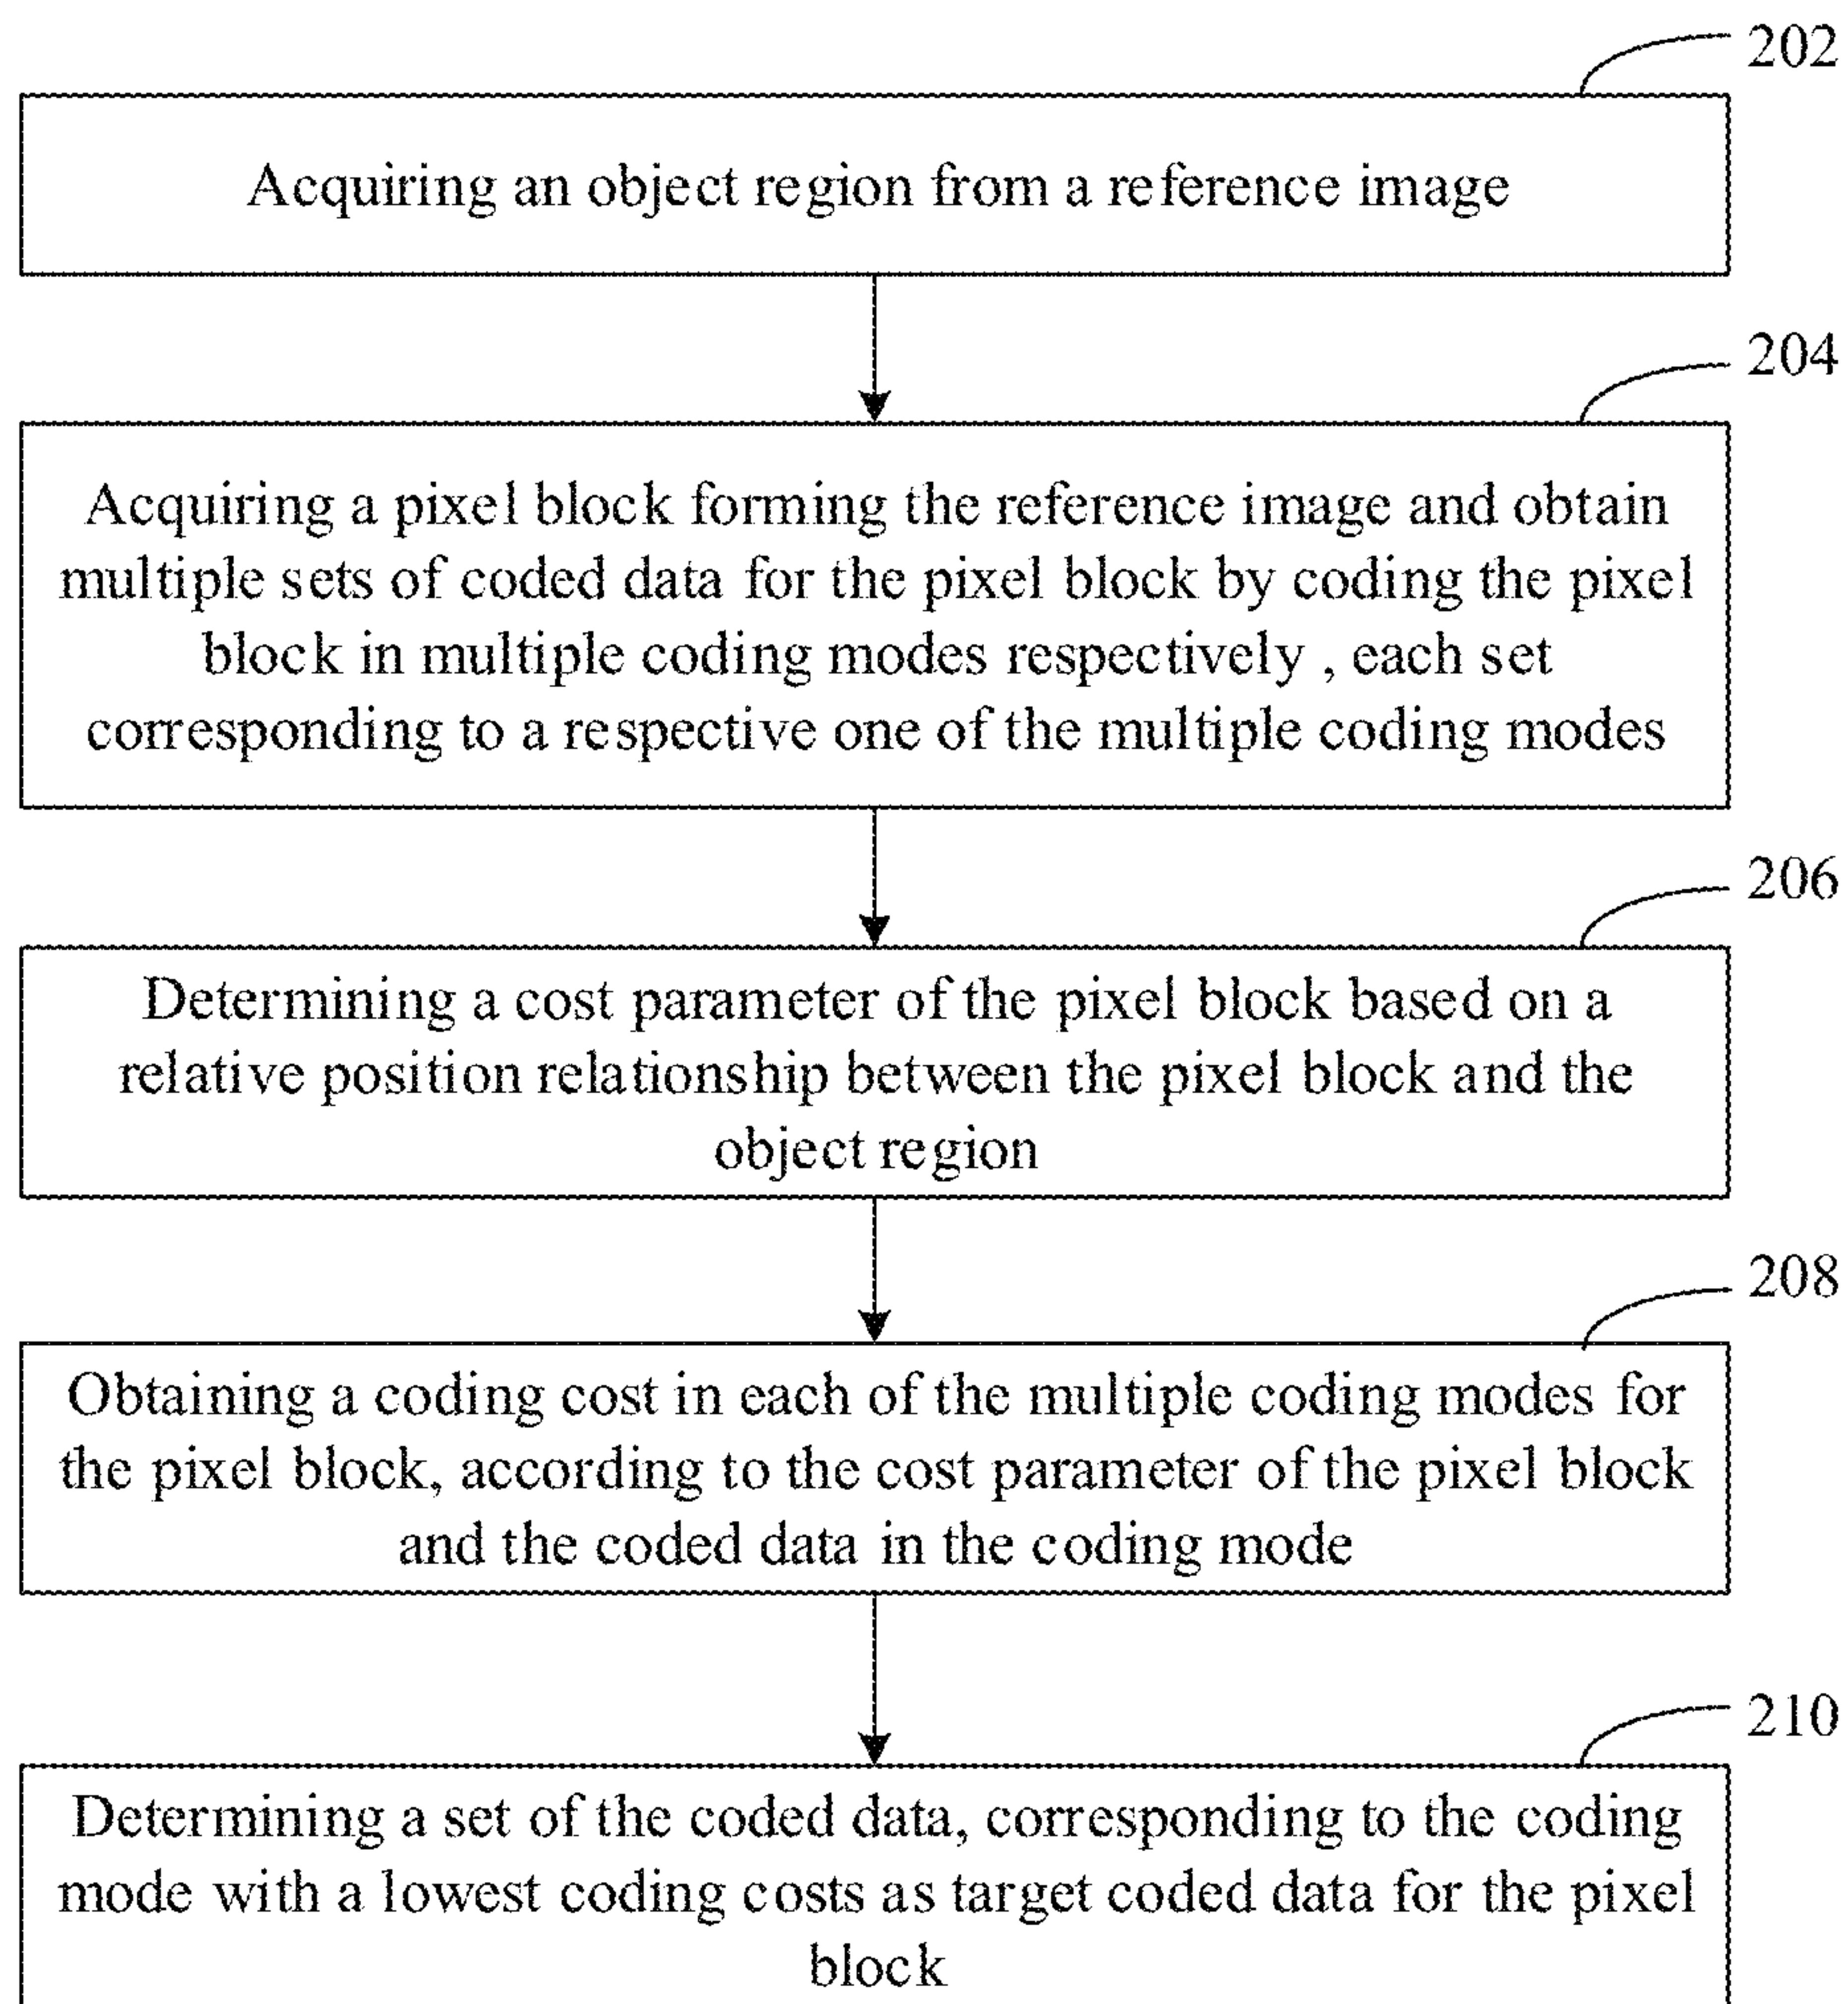 202
Acquiring an object region from a reference image
204
Acquiring a pixel block forming the reference image and obtain
multiple sets of coded data for the pixel block by coding the pixel
block in multiple coding modes respectively , each set
corresponding to a respective one of the multiple coding modes
206
Determining a cost parameter of the pixel block based on a
relative position relationship between the pixel block and the
object region
208
Obtaining a coding cost in each of the multiple coding modes for
the pixel block, according to the cost parameter of the pixel block
and the coded data in the coding mode
210
Determining a set of the coded data, corresponding to the coding
mode with a lowest coding costs as target coded data for the pixel
block